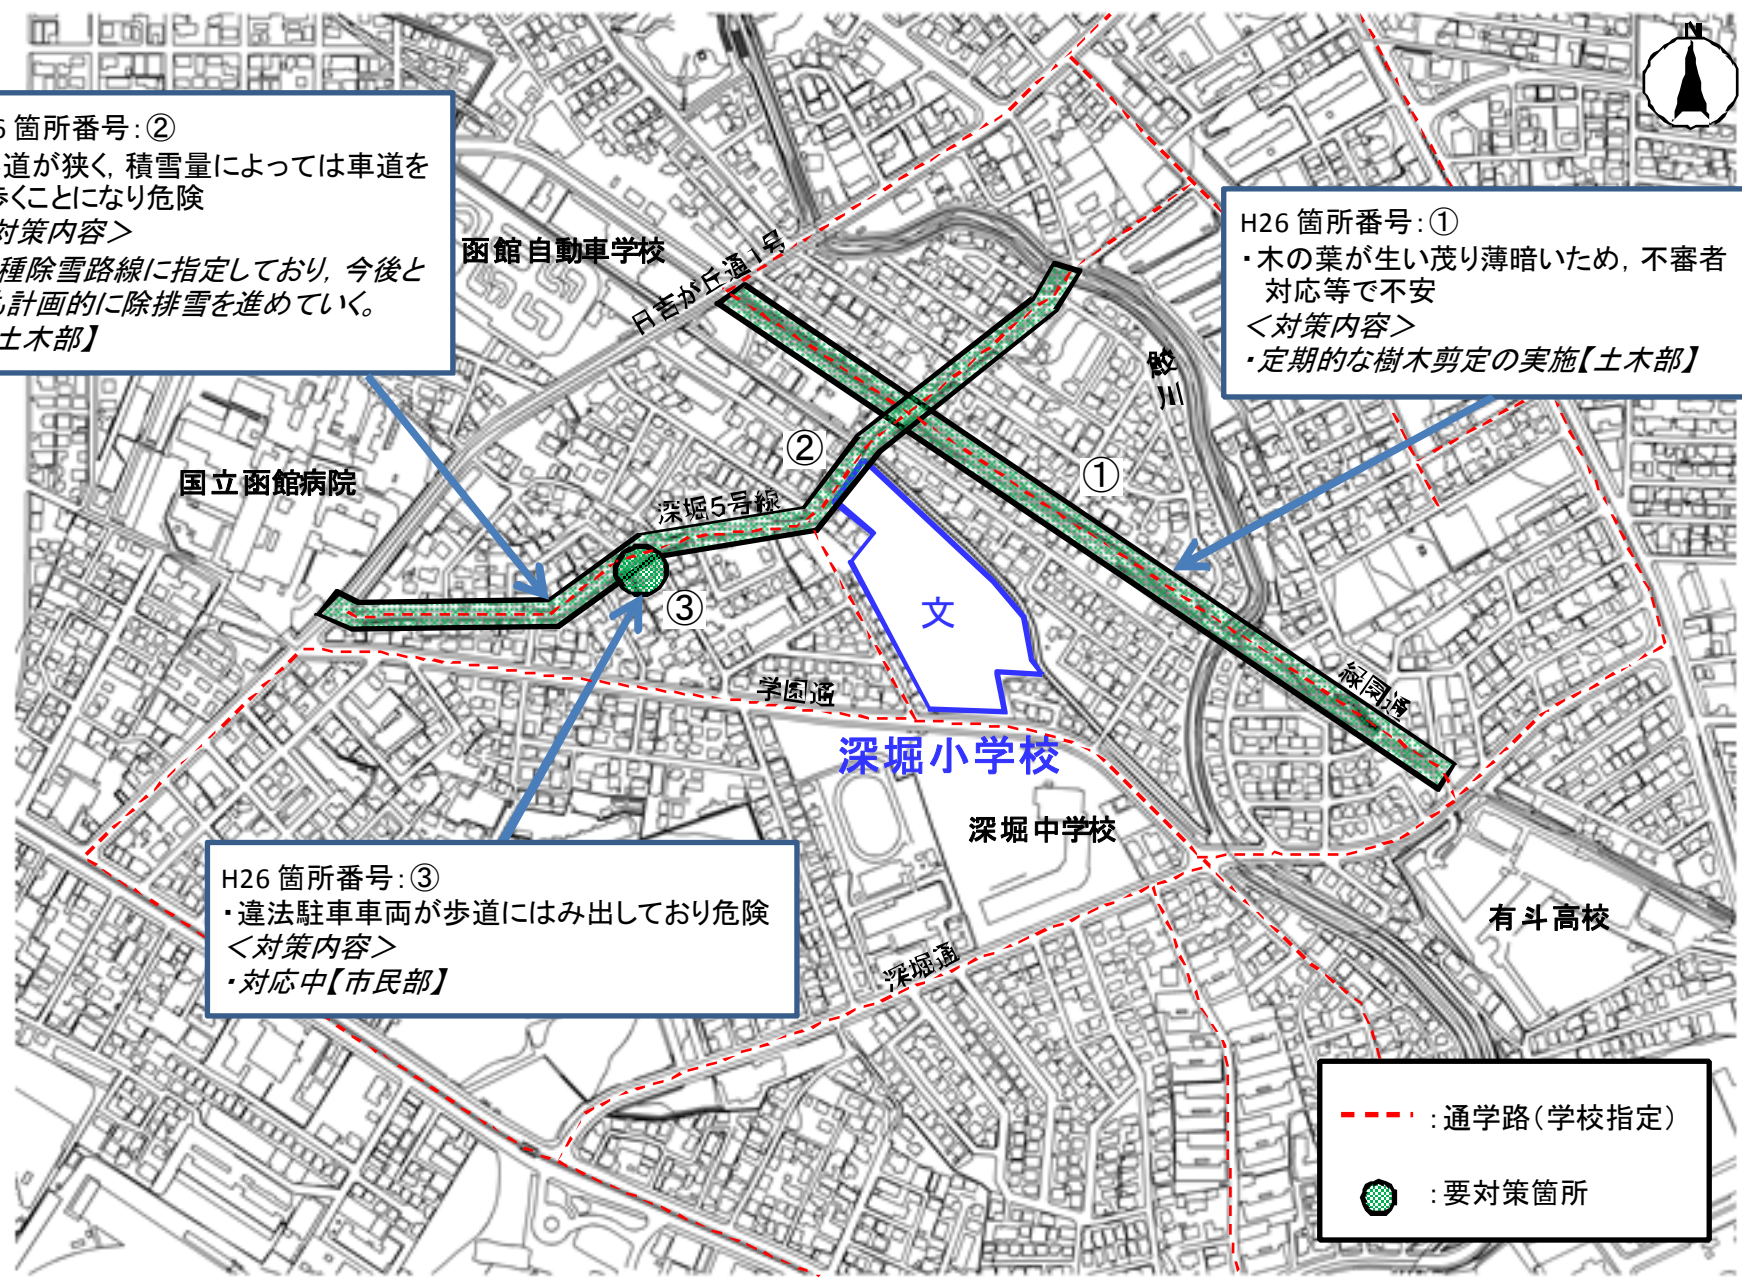 N
6 箇所番号：②
道が狭く，積雪量によっては車道を
歩くことになり危険
対策内容＞
種除雪路線に指定しており，今後と
も計画的に除排雪を進めていく。
土木部】
H26 箇所番号：①
・木の葉が生い茂り薄暗いため，不審者
対応等で不安
＜対策内容＞
・定期的な樹木剪定の実施【土木部】
函館自動車学校
日吉が丘通1号
鮫川
国立函館病院
②
①
深堀5号線
③
文
学園通
緑園通
深堀小学校
深堀中学校
H26 箇所番号：③
・違法駐車車両が歩道にはみ出しており危険
＜対策内容＞
・対応中【市民部】
有斗高校
深堀通
：通学路（学校指定）
：要対策箇所